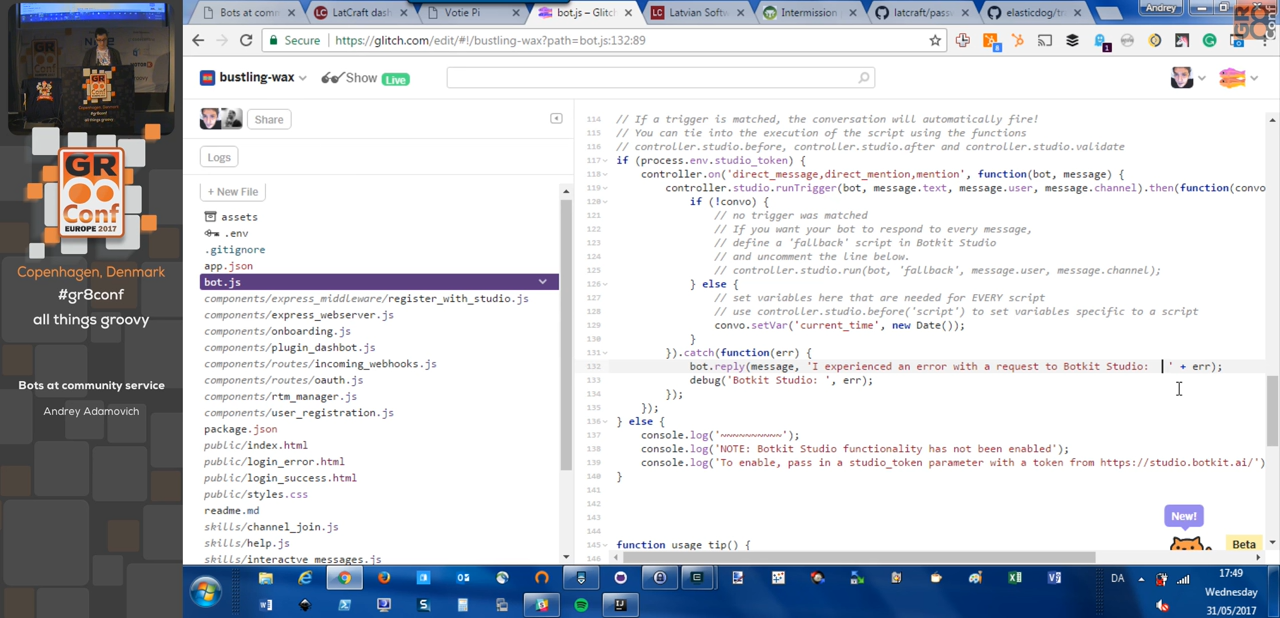 GR
Conf
EUROPE 2017
Copenhagen, Denmark
#gr8conf
all things groovy
Bots at community service
Andrey Adamovich
Bots at comm
LatCraft dash
Votie Pi
bot.js – Glitch
Latvian Softw
Intermission
latcraft/pass
elasticdog/tra
Andrey
Secure
https://glitch.com/edit/#!/bustling-wax?path=bot.js:132:89
bustling-wax
Show
Live
Share
Logs
+ New File
assets
.env
.gitignore
app.json
bot.js
components/express_middleware/register_with_studio.js
components/express_webserver.js
components/onboarding.js
components/plugin_dashbot.js
components/routes/incoming_webhooks.js
components/routes/oauth.js
components/rtm_manager.js
components/user_registration.js
package.json
public/index.html
public/login_error.html
public/login_success.html
public/styles.css
readme.md
skills/channel_join.js
skills/help.js
skills/interactve_messages.js
114 // If a trigger is matched, the conversation will automatically fire!
115 // You can tie into the execution of the script using the functions
116 // controller.studio.before, controller.studio.after and controller.studio.validate
117 if (process.env.studio_token) {
118 controller.on('direct_message,direct_mention,mention', function(bot, message) {
119 controller.studio.runTrigger(bot, message.text, message.user, message.channel).then(function(convo
120 if (!convo) {
121 // no trigger was matched
122 // If you want your bot to respond to every message,
123 // define a 'fallback' script in Botkit Studio
124 // and uncomment the line below.
125 // controller.studio.run(bot, 'fallback', message.user, message.channel);
126 } else {
127 // set variables here that are needed for EVERY script
128 // use controller.studio.before('script') to set variables specific to a script
129 convo.setVar('current_time', new Date());
130 }
131 }).catch(function(err) {
132 bot.reply(message, 'I experienced an error with a request to Botkit Studio:  ' + err);
133 debug('Botkit Studio: ', err);
134 });
135 });
136 } else {
137 console.log('~~~~~~~~~~');
138 console.log('NOTE: Botkit Studio functionality has not been enabled');
139 console.log('To enable, pass in a studio_token parameter with a token from https://studio.botkit.ai/')
140 }
141
142
143
144
145 function usage_tip() {
146
New!
Beta
DA
17:49
Wednesday
31/05/2017